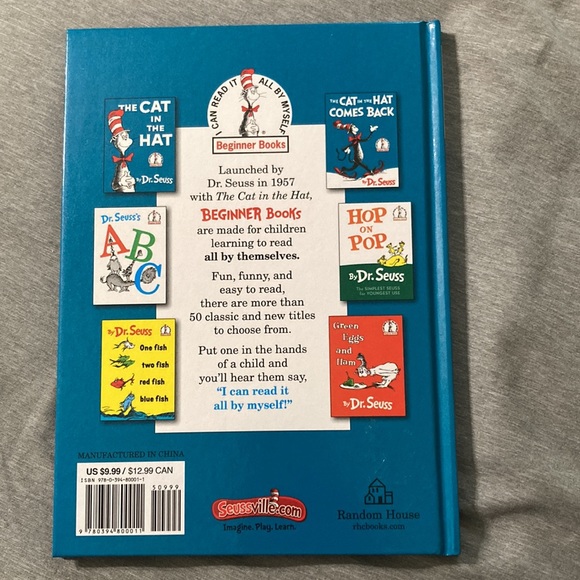 I CAN READ IT ALL BY MYSELF
Beginner Books
THE CAT
IN THE
HAT
By Dr. Seuss
THE CAT IN THE HAT
COMES BACK
By Dr. Seuss
Launched by
Dr. Seuss in 1957
with The Cat in the Hat,
BEGINNER BOOKS
are made for children
learning to read
all by themselves.
Fun, funny, and
easy to read,
there are more than
50 classic and new titles
to choose from.
Put one in the hands
of a child and
you'll hear them say,
“I can read it
all by myself!”
Dr. Seuss's
ABC
HOP
ON
POP
By Dr. Seuss
THE SIMPLEST SEUSS
for YOUNGEST USE
By Dr. Seuss
One fish
two fish
red fish
blue fish
Green
Eggs
and
Ham
By Dr. Seuss
MANUFACTURED IN CHINA
US $9.99 / $12.99 CAN
ISBN 978-0-394-80001-1
50999
9 780394 800011
Seussville.com
Imagine. Play. Learn.
Random House
rhcbooks.com